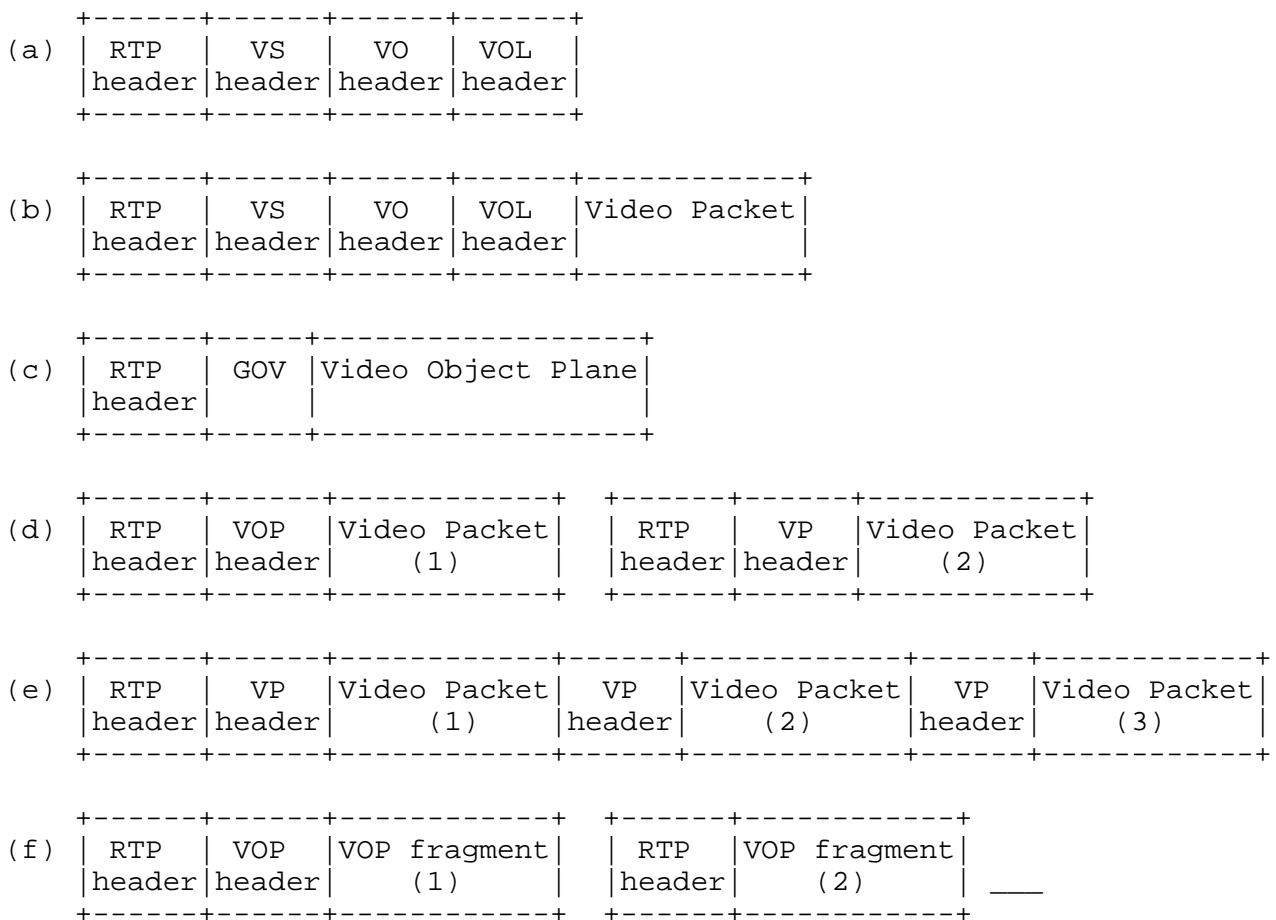 +------+------+------+------+
(a) | RTP  |  VS  |  VO  | VOL  |
    |header|header|header|header|
    +------+------+------+------+

    +------+------+------+------+------------+
(b) | RTP  |  VS  |  VO  | VOL  |Video Packet|
    |header|header|header|header|            |
    +------+------+------+------+------------+

    +------+-----+------------------+
(c) | RTP  | GOV |Video Object Plane|
    |header|     |                  |
    +------+-----+------------------+

    +------+------+------------+  +------+------+------------+
(d) | RTP  | VOP  |Video Packet|  | RTP  |  VP  |Video Packet|
    |header|header|    (1)     |  |header|header|    (2)     |
    +------+------+------------+  +------+------+------------+

    +------+------+------------+------+------------+------+------------+
(e) | RTP  |  VP  |Video Packet|  VP  |Video Packet|  VP  |Video Packet|
    |header|header|     (1)    |header|    (2)     |header|    (3)     |
    +------+------+------------+------+------------+------+------------+

    +------+------+------------+  +------+------------+
(f) | RTP  | VOP  |VOP fragment|  | RTP  |VOP fragment|
    |header|header|    (1)     |  |header|    (2)     | ___
    +------+------+------------+  +------+------------+